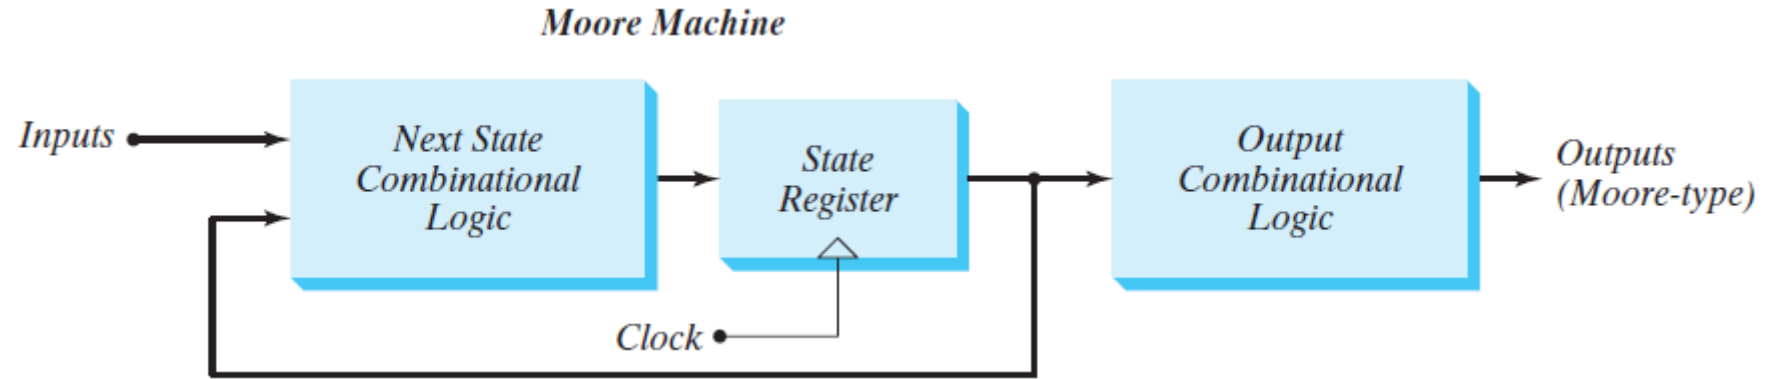 Moore Machine
Inputs
Next State
Combinational
Logic
State
Register
Clock
Output
Combinational
Logic
Outputs
(Moore-type)